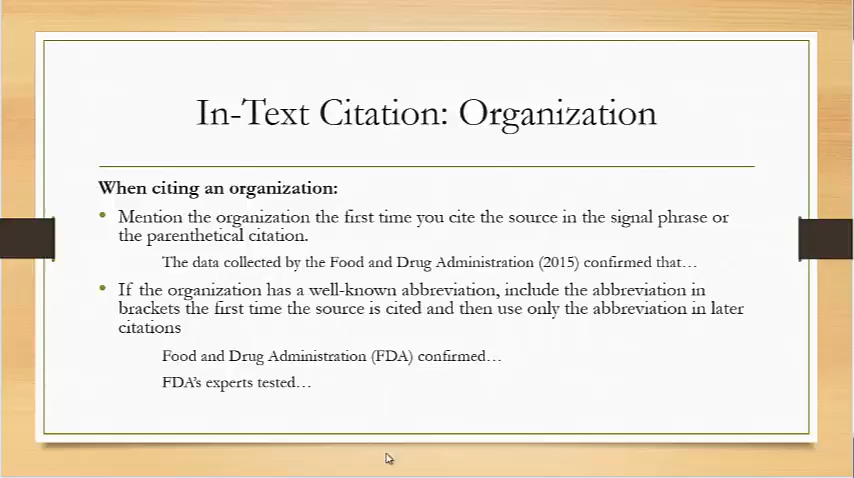 In-Text Citation: Organization
When citing an organization:
• Mention the organization the first time you cite the source in the signal phrase or
the parenthetical citation.
The data collected by the Food and Drug Administration (2015) confirmed that…
• If the organization has a well-known abbreviation, include the abbreviation in
brackets the first time the source is cited and then use only the abbreviation in later
citations
Food and Drug Administration (FDA) confirmed…
FDA's experts tested…